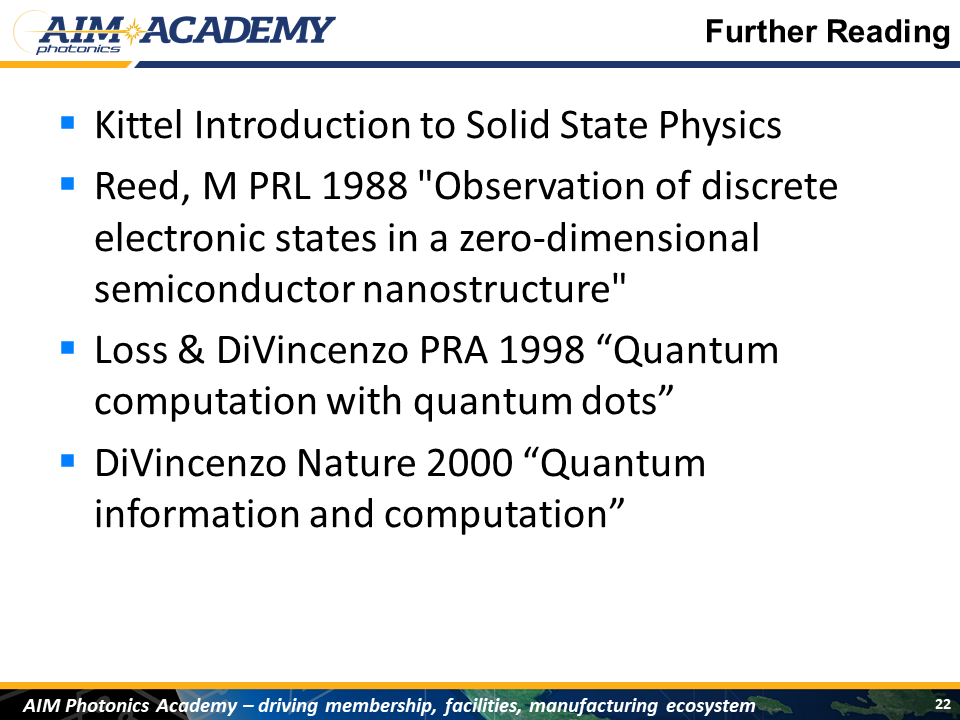 AIM ACADEMY
photonics
Further Reading
Kittel Introduction to Solid State Physics
Reed, M PRL 1988 "Observation of discrete
electronic states in a zero-dimensional
semiconductor nanostructure"
Loss & DiVincenzo PRA 1998 “Quantum
computation with quantum dots”
DiVincenzo Nature 2000 “Quantum
information and computation”
AIM Photonics Academy – driving membership, facilities, manufacturing ecosystem
22